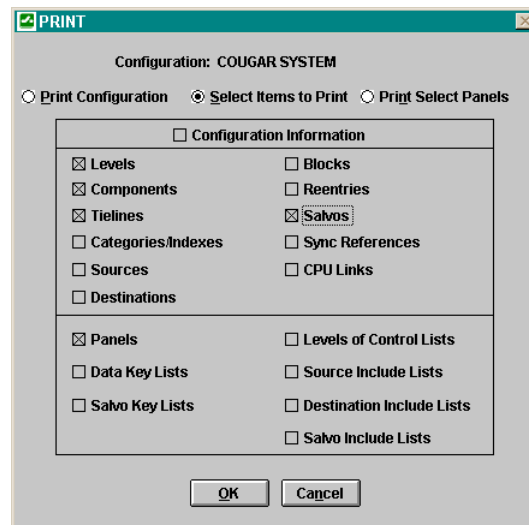 PRINT
Configuration: COUGAR SYSTEM
Print Configuration Select Items to Print Print Select Panels
Configuration Information
Levels Blocks
Components Reentries
Tielines Salvos
Categories/Indexes Sync References
Sources CPU Links
Destinations
Panels Levels of Control Lists
Data Key Lists Source Include Lists
Salvo Key Lists Destination Include Lists
Salvo Include Lists
OK Cancel